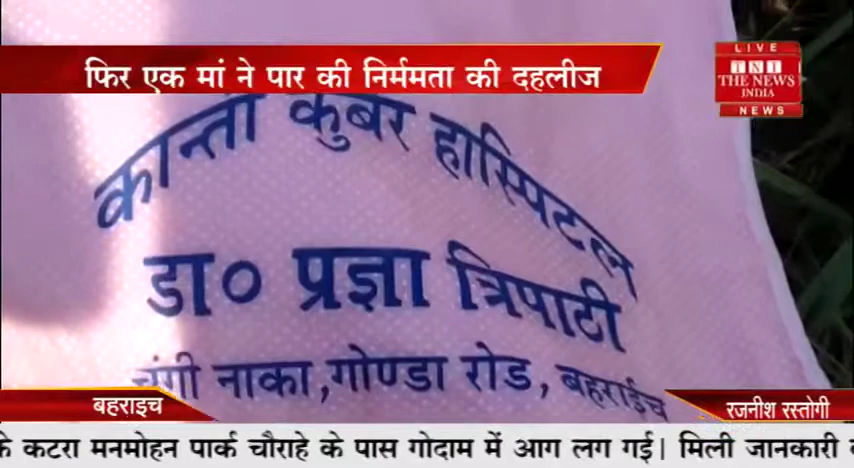 फिर एक मां ने पार की निर्ममता की दहलीज
LIVE
TNI
THE NEWS
INDIA
NEWS
कान्ती कुबर हास्पिटल
डा० प्रज्ञा त्रिपाठी
चुंगी नाका, गोण्डा रोड, बहराईच
बहराइच
रजनीश रस्तोगी
के कटरा मनमोहन पार्क चौराहे के पास गोदाम में आग लग गई| मिली जानकारी